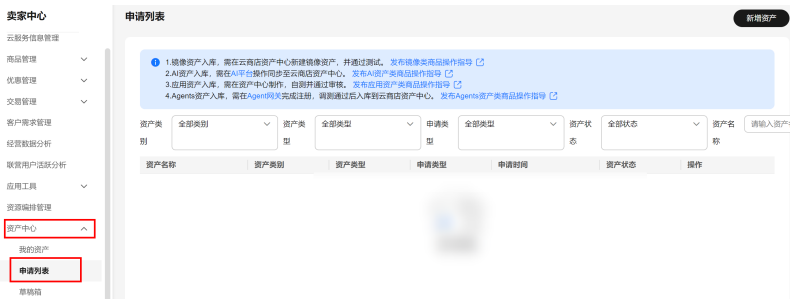 卖家中心
云服务信息管理
商品管理
优惠管理
交易管理
客户需求管理
经营数据分析
联营用户活跃分析
应用工具
资源编排管理
资产中心
我的资产
申请列表
草稿箱
申请列表
新增资产
1.镜像资产入库，需在云商店资产中心新建镜像资产，并通过测试。 发布镜像类商品操作指导
2.AI资产入库，需在AI平台操作同步至云商店资产中心。 发布AI资产类商品操作指导
3.应用资产入库，需在资产中心制作，自测并通过审核。 发布应用资产类商品操作指导
4.Agents资产入库，需在Agent网关完成注册，调测通过后入库到云商店资产中心。 发布Agents资产类商品操作指导
资产类别 全部类别 资产类型 全部类型 申请类型 全部类型 资产状态 全部状态 资产名称 请输入资产
资产名称 资产类别 资产类型 申请类型 申请时间 资产状态 操作